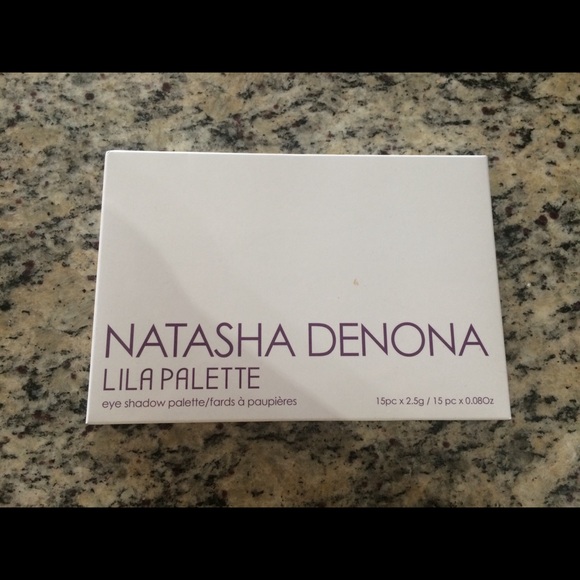 NATASHA DENONA
LILA PALETTE
eye shadow palette/fards à paupières 15pc x 2.5g / 15 pc x 0.08Oz